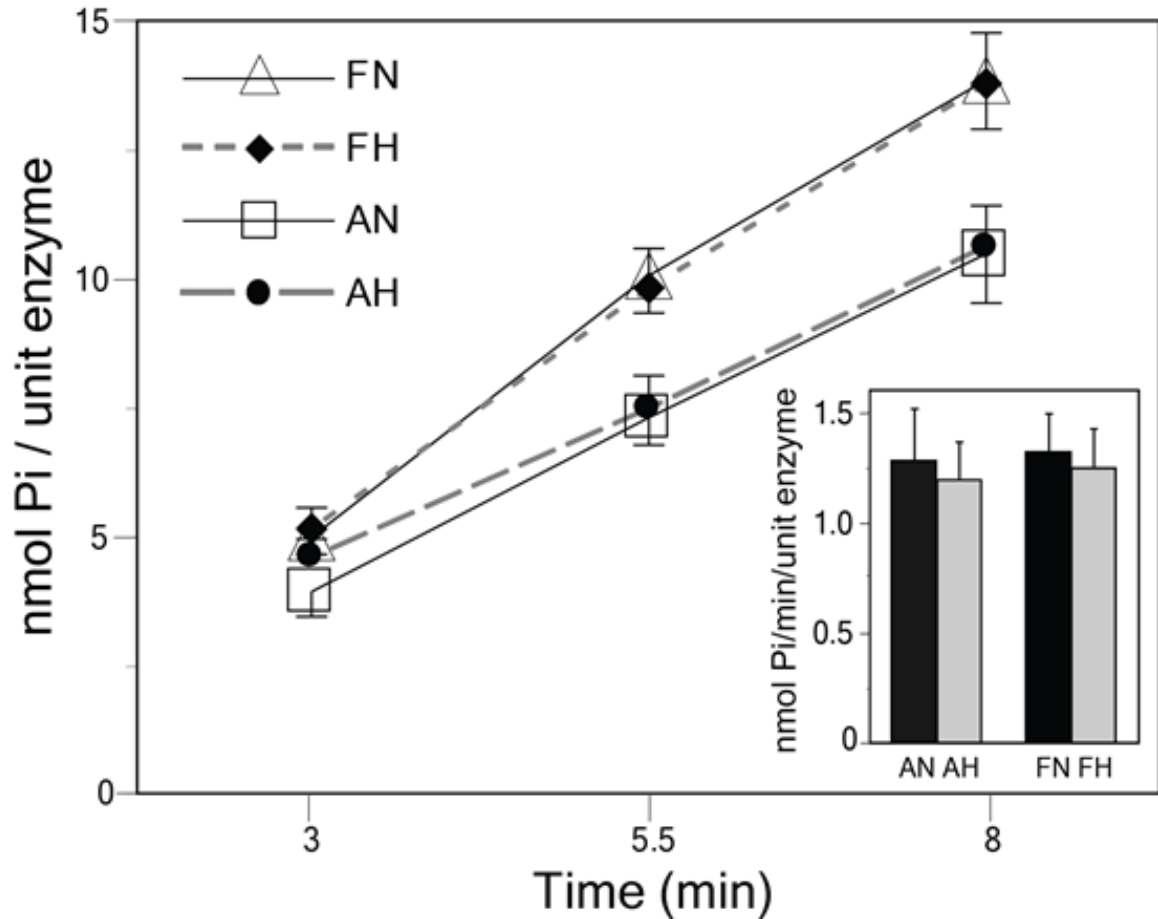 nmol Pi / unit enzyme
15
10
5
0
FN
FH
AN
AH
3 5.5 8
Time (min)
nmol Pi/min/unit enzyme
1.5
1.0
0.5
0
AN AH FN FH